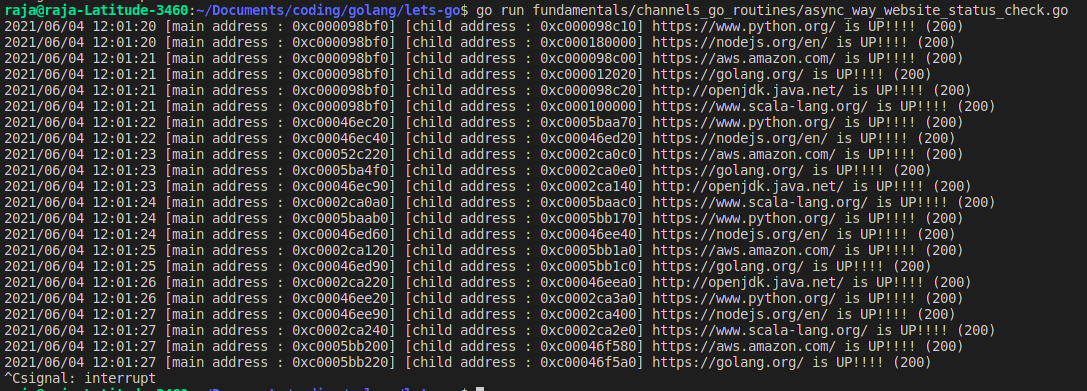 raja@raja-Latitude-3460:~/Documents/coding/golang/lets-go$ go run fundamentals/channels_go_routines/async_way_website_status_check.go
2021/06/04 12:01:20 [main address : 0xc000098bf0] [child address : 0xc000098c10] https://www.python.org/ is UP!!!! (200)
2021/06/04 12:01:20 [main address : 0xc000098bf0] [child address : 0xc000180000] https://nodejs.org/en/ is UP!!!! (200)
2021/06/04 12:01:21 [main address : 0xc000098bf0] [child address : 0xc000098c00] https://aws.amazon.com/ is UP!!!! (200)
2021/06/04 12:01:21 [main address : 0xc000098bf0] [child address : 0xc000012020] https://golang.org/ is UP!!!! (200)
2021/06/04 12:01:21 [main address : 0xc000098bf0] [child address : 0xc000098c20] http://openjdk.java.net/ is UP!!!! (200)
2021/06/04 12:01:21 [main address : 0xc000098bf0] [child address : 0xc000100000] https://www.scala-lang.org/ is UP!!!! (200)
2021/06/04 12:01:22 [main address : 0xc00046ec20] [child address : 0xc0005baa70] https://www.python.org/ is UP!!!! (200)
2021/06/04 12:01:22 [main address : 0xc00046ec40] [child address : 0xc00046ed20] https://nodejs.org/en/ is UP!!!! (200)
2021/06/04 12:01:23 [main address : 0xc00052c220] [child address : 0xc0002ca0c0] https://aws.amazon.com/ is UP!!!! (200)
2021/06/04 12:01:23 [main address : 0xc0005ba4f0] [child address : 0xc0002ca0e0] https://golang.org/ is UP!!!! (200)
2021/06/04 12:01:23 [main address : 0xc00046ec90] [child address : 0xc0002ca140] http://openjdk.java.net/ is UP!!!! (200)
2021/06/04 12:01:24 [main address : 0xc0002ca0a0] [child address : 0xc0005baac0] https://www.scala-lang.org/ is UP!!!! (200)
2021/06/04 12:01:24 [main address : 0xc0005baab0] [child address : 0xc0005bb170] https://www.python.org/ is UP!!!! (200)
2021/06/04 12:01:24 [main address : 0xc00046ed60] [child address : 0xc00046ee40] https://nodejs.org/en/ is UP!!!! (200)
2021/06/04 12:01:25 [main address : 0xc0002ca120] [child address : 0xc0005bb1a0] https://aws.amazon.com/ is UP!!!! (200)
2021/06/04 12:01:25 [main address : 0xc00046ed90] [child address : 0xc0005bb1c0] https://golang.org/ is UP!!!! (200)
2021/06/04 12:01:26 [main address : 0xc0002ca220] [child address : 0xc00046eea0] http://openjdk.java.net/ is UP!!!! (200)
2021/06/04 12:01:26 [main address : 0xc00046ee20] [child address : 0xc0002ca3a0] https://www.python.org/ is UP!!!! (200)
2021/06/04 12:01:27 [main address : 0xc00046ee90] [child address : 0xc0002ca400] https://nodejs.org/en/ is UP!!!! (200)
2021/06/04 12:01:27 [main address : 0xc0002ca240] [child address : 0xc0002ca2e0] https://www.scala-lang.org/ is UP!!!! (200)
2021/06/04 12:01:27 [main address : 0xc0005bb200] [child address : 0xc00046f580] https://aws.amazon.com/ is UP!!!! (200)
2021/06/04 12:01:27 [main address : 0xc0005bb220] [child address : 0xc00046f5a0] https://golang.org/ is UP!!!! (200)
^Csignal: interrupt